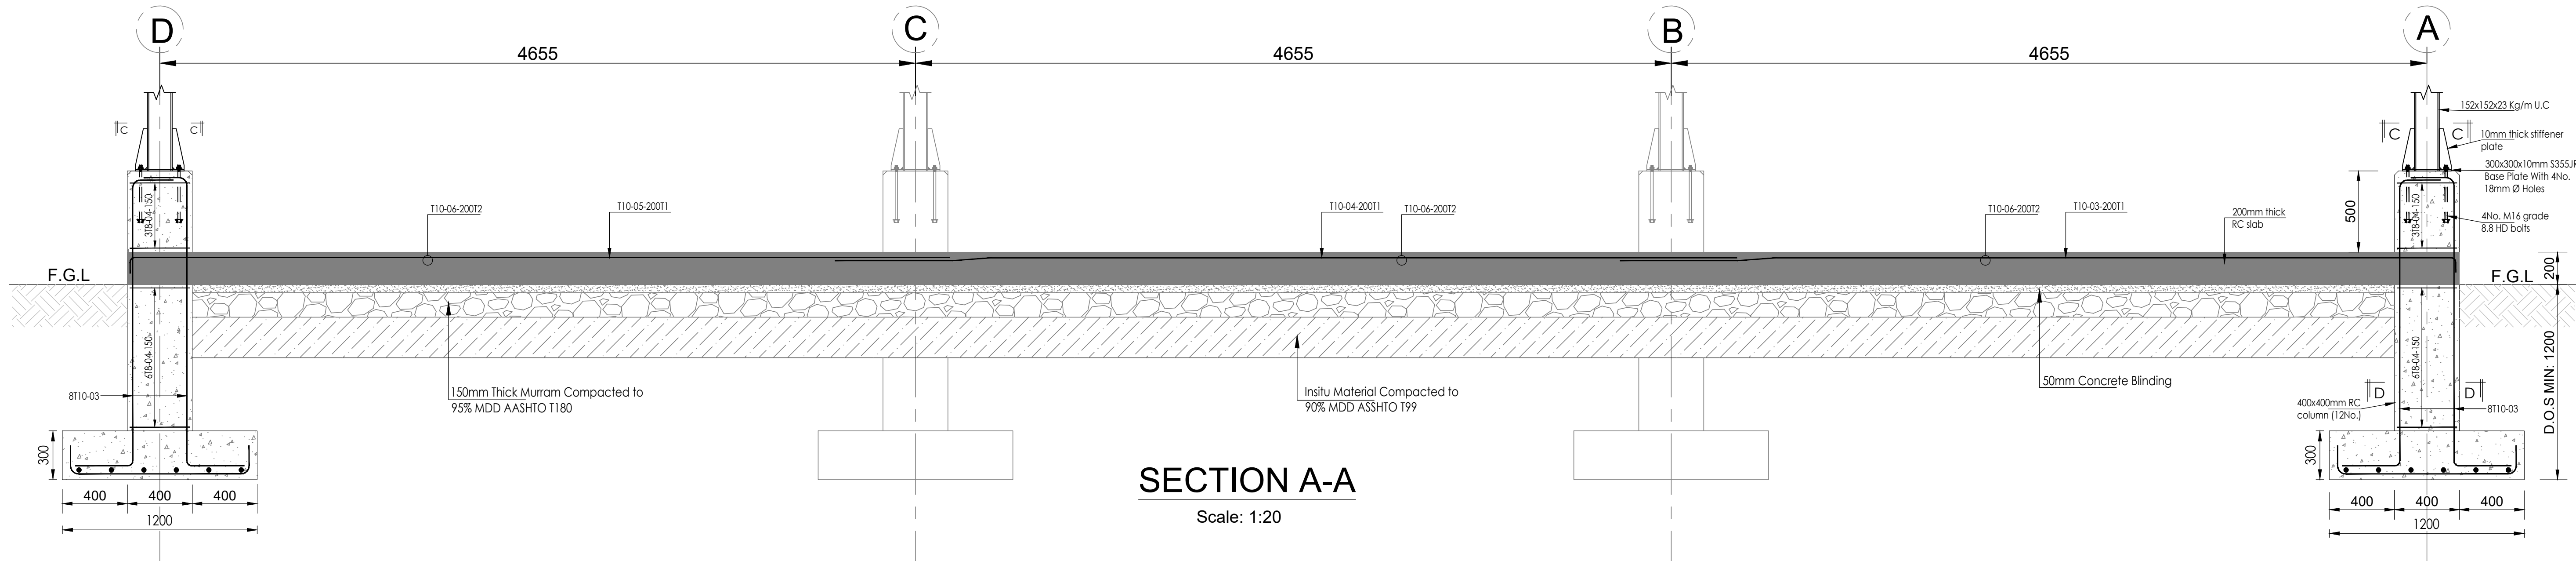 D
C
B
A
4655
4655
4655
C
C
152x152x23 Kg/m U.C
C
C
10mm thick stiffener
plate
300x300x10mm S355JR
Base Plate With 4No.
18mm Ø Holes
3T8-04-150
T10-06-200T2
T10-05-200T1
T10-04-200T1
T10-06-200T2
T10-06-200T2
T10-03-200T1
200mm thick
RC slab
500
3T8-04-150
4No. M16 grade
8.8 HD bolts
F.G.L
F.G.L
200
6T8-04-150
6T8-04-150
D.O.S MIN: 1200
8T10-03
150mm Thick Murram Compacted to
95% MDD AASHTO T180
Insitu Material Compacted to
90% MDD ASSHTO T99
50mm Concrete Blinding
D
D
400x400mm RC
column (12No.)
8T10-03
300
300
SECTION A-A
Scale: 1:20
400
400
400
1200
400
400
400
1200